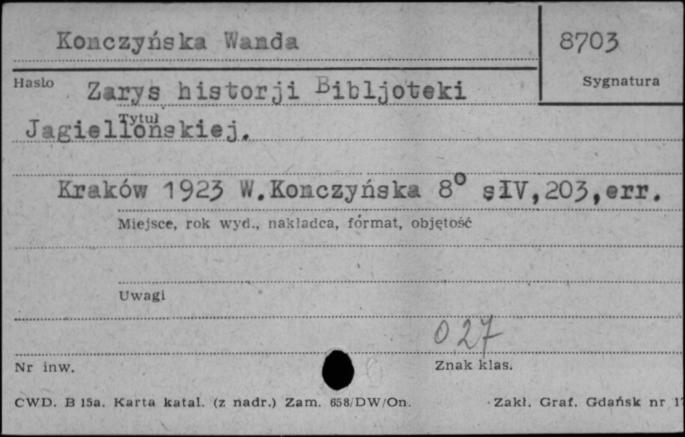 Konczyńska Wanda
8703
Hasło
Sygnatura
Zarys historji Bibljoteki
Tytuł
Jagiellońskiej.
Kraków 1923 W.Konczyńska 8° sIV,203,err.
Miejsce, rok wyd., nakładca, format, objętość
Uwagi
027
Nr inw.
Znak klas.
CWD. B 15a. Karta katal. (z nadr.) Zam. 658/DW/On.
Zakł. Graf. Gdańsk nr